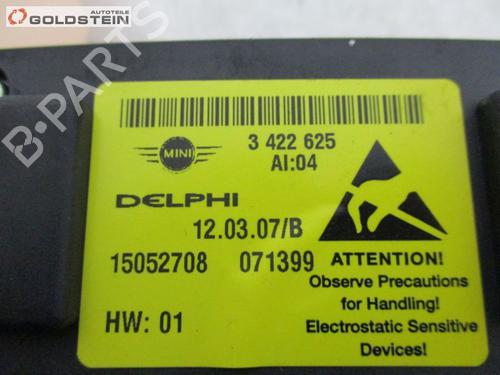 AUTOTEILE
GOLDSTEIN
B-PARTS
MINI
3 422 625
AI:04
DELPHI
12.03.07/B
15052708 071399
HW: 01
ATTENTION!
Observe Precautions
for Handling!
Electrostatic Sensitive
Devices!